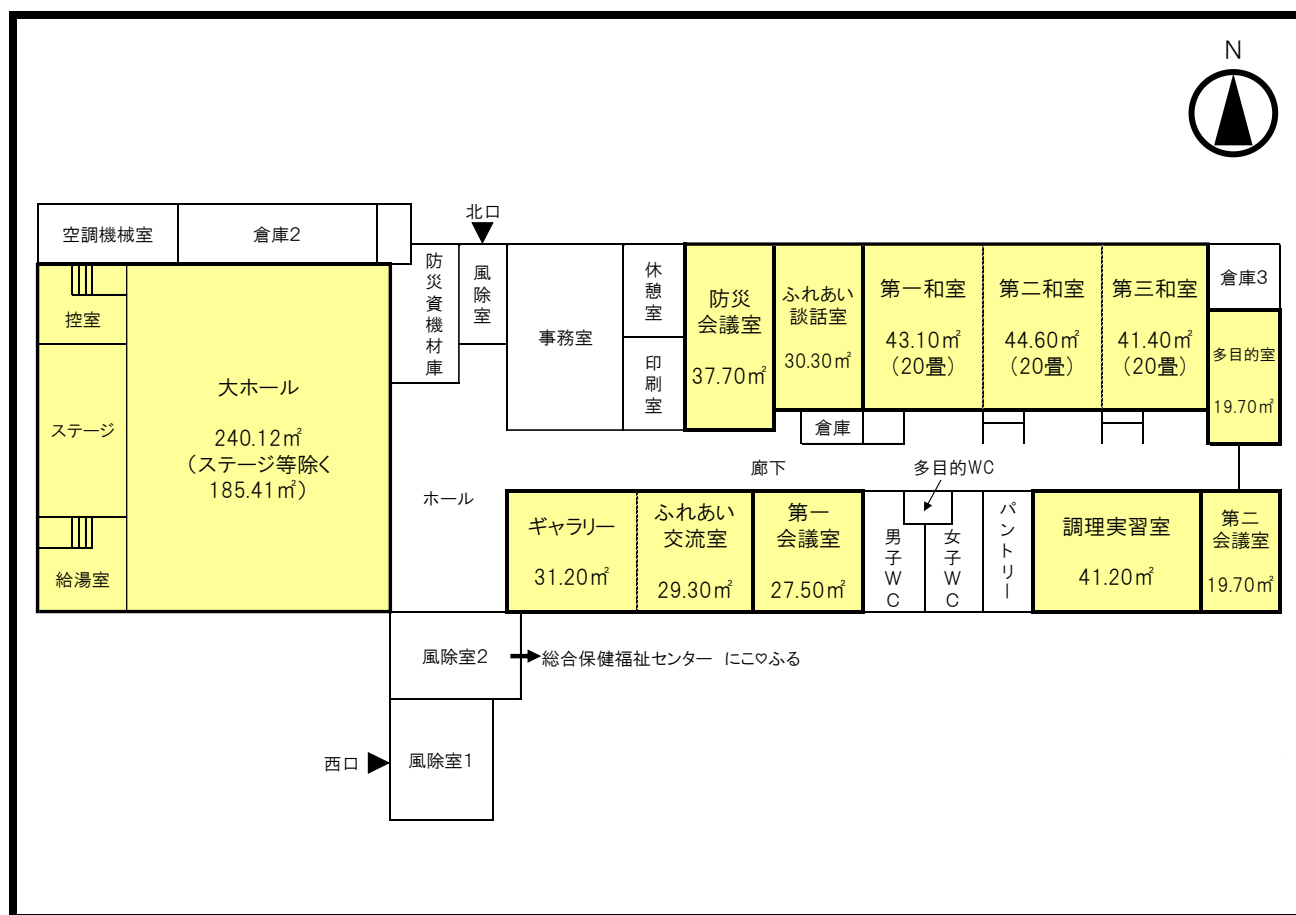 N
北口
空調機械室
倉庫2
防災資機材庫
風除室
事務室
休憩室
印刷室
防災
会議室
37.70㎡
ふれあい
談話室
30.30㎡
第一和室
43.10㎡
(20畳)
第二和室
44.60㎡
(20畳)
第三和室
41.40㎡
(20畳)
倉庫3
多目的室
19.70㎡
控室
ステージ
給湯室
大ホール
240.12㎡
(ステージ等除く
185.41㎡)
倉庫
廊下
多目的WC
ホール
ギャラリー
31.20㎡
ふれあい
交流室
29.30㎡
第一
会議室
27.50㎡
男子WC
女子WC
パントリー
調理実習室
41.20㎡
第二
会議室
19.70㎡
風除室2
総合保健福祉センター にこ♡ふる
西口
風除室1